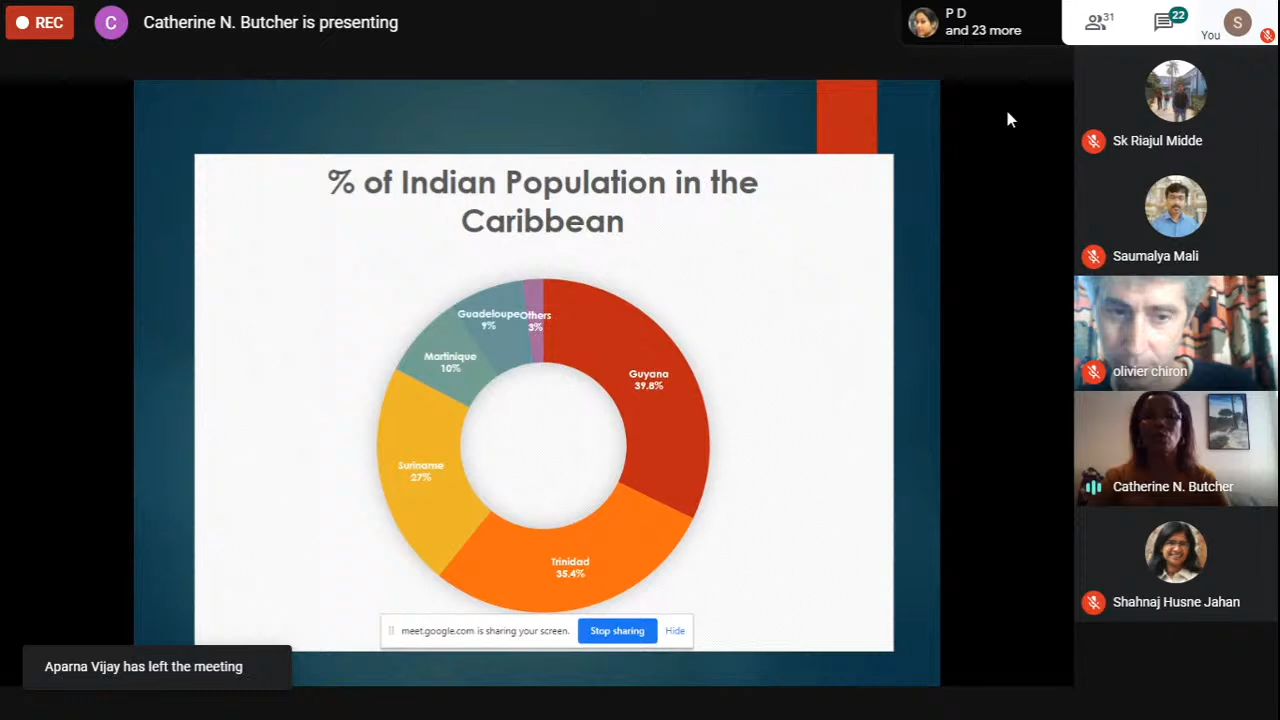 REC
C
Catherine N. Butcher is presenting
P D
and 23 more
31
22
You
S
% of Indian Population in the
Caribbean
Guadeloupe
9%
Others
3%
Martinique
10%
Guyana
39.8%
Suriname
27%
Trinidad
35.4%
meet.google.com is sharing your screen.
Stop sharing
Hide
Aparna Vijay has left the meeting
Sk Riajul Midde
Saumalya Mali
olivier chiron
Catherine N. Butcher
Shahnaj Husne Jahan